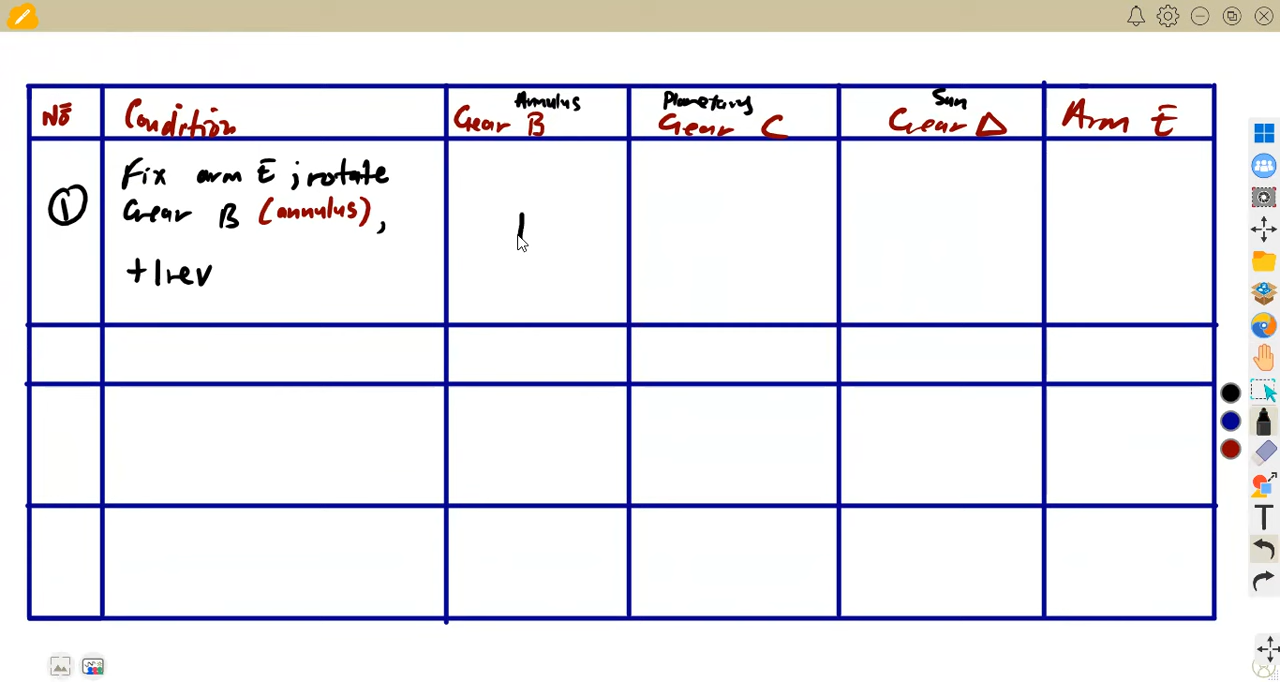 Annulus Planetary Sun
No Condition Gear B Gear C Gear D Arm E
① Fix arm E ; rotate
Gear B (annulus),
+1rev
1
T